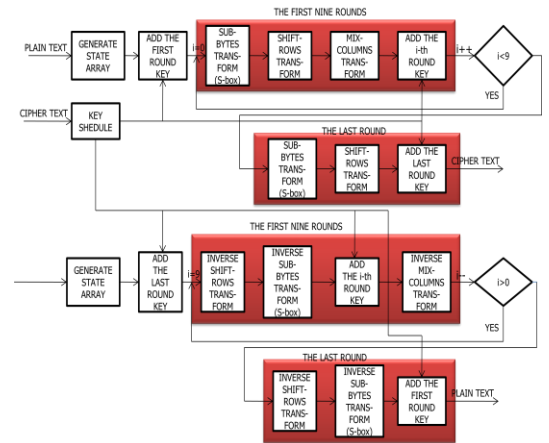 THE FIRST NINE ROUNDS
PLAIN TEXT
GENERATE
STATE
ARRAY
ADD THE
FIRST
ROUND
KEY
i=0
SUB-
BYTES
TRANS-
FORM
(S-box)
SHIFT-
ROWS
TRANS-
FORM
MIX-
COLUMNS
TRANS-
FORM
ADD THE
i-th
ROUND
KEY
i++
i<9
YES
CIPHER TEXT
KEY
SHEDULE
THE LAST ROUND
SUB-
BYTES
TRANS-
FORM
(S-box)
SHIFT-
ROWS
TRANS-
FORM
ADD THE
LAST
ROUND
KEY
CIPHER TEXT
THE FIRST NINE ROUNDS
GENERATE
STATE
ARRAY
ADD
THE
LAST
ROUND
KEY
i=9
INVERSE
SHIFT-
ROWS
TRANS-
FORM
INVERSE
SUB-
BYTES
TRANS-
FORM
(S-box)
ADD
THE i-th
ROUND
KEY
INVERSE
MIX-
COLUMNS
TRANS-
FORM
i--
i>0
YES
THE LAST ROUND
INVERSE
SHIFT-
ROWS
TRANS-
FORM
INVERSE
SUB-
BYTES
TRANS-
FORM
(S-box)
ADD THE
FIRST
ROUND
KEY
PLAIN TEXT